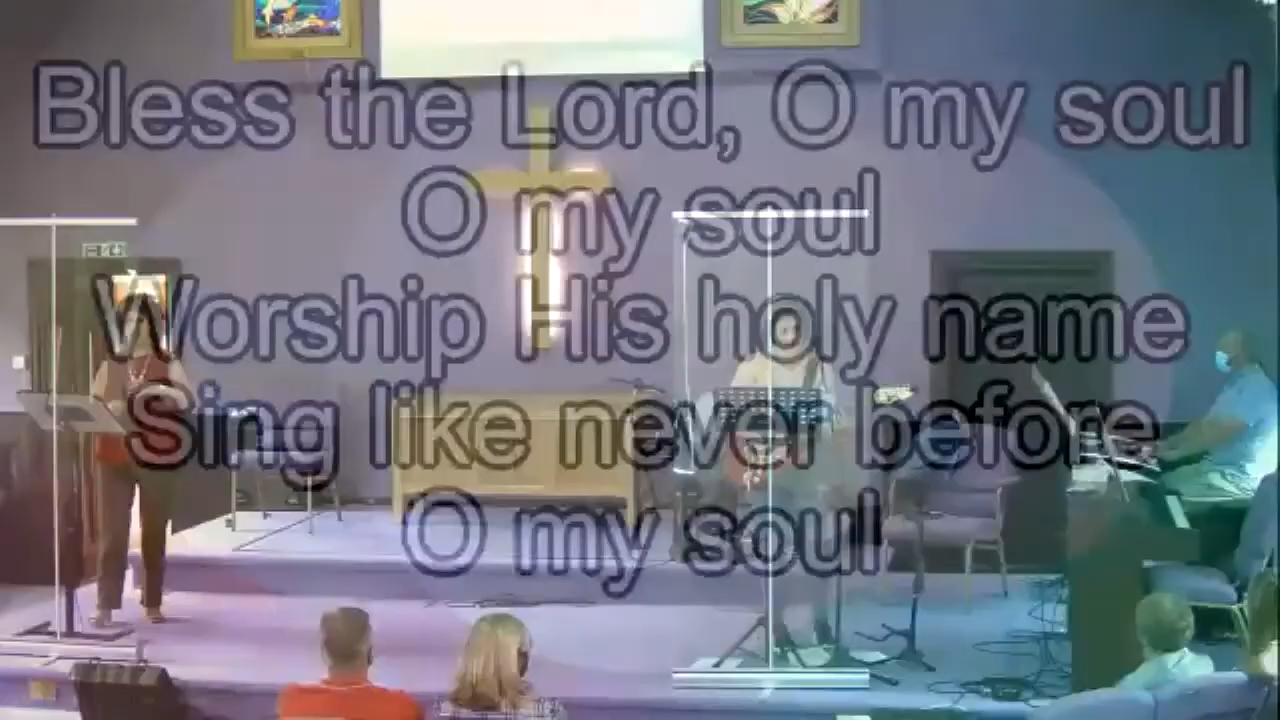 Bless the Lord, O my soul
O my soul
Worship His holy name
Sing like never before
O my soul